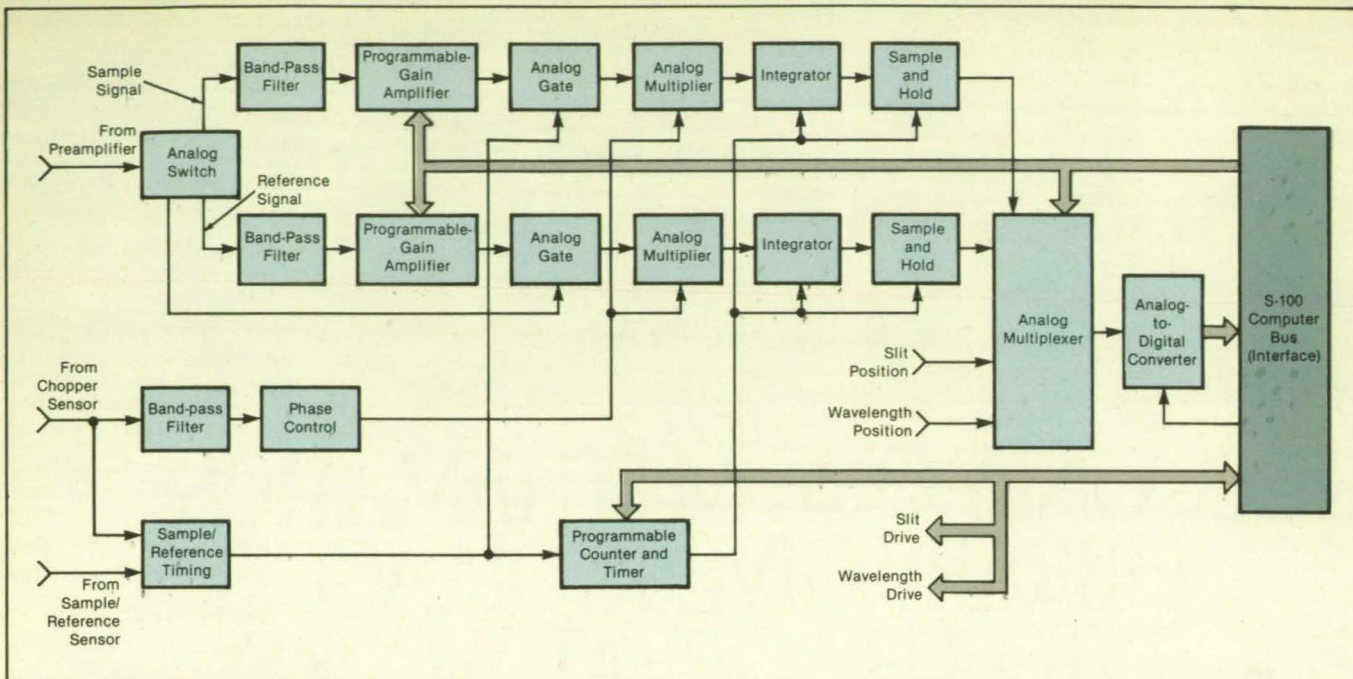 Sample
Signal
From
Preamplifier
Analog
Switch
Reference
Signal
Band-Pass
Filter
Programmable-
Gain
Amplifier
Analog
Gate
Analog
Multiplier
Integrator
Sample
and
Hold
Band-Pass
Filter
Programmable-
Gain
Amplifier
Analog
Gate
Analog
Multiplier
Integrator
Sample
and
Hold
Analog
Multiplexer
Analog-
to-
Digital
Converter
S-100
Computer
Bus
(Interface)
Slit
Position
Wavelength
Position
From
Chopper
Sensor
Band-pass
Filter
Phase
Control
Sample/
Reference
Timing
From
Sample/
Reference
Sensor
Programmable
Counter and
Timer
Slit
Drive
Wavelength
Drive